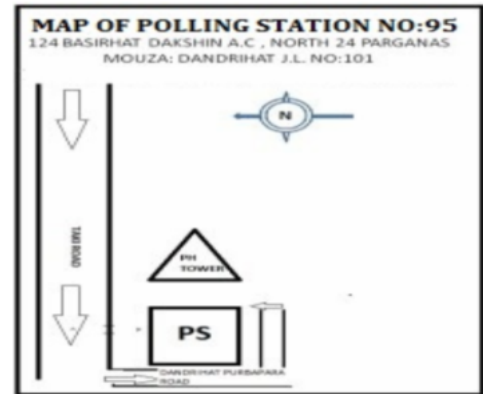 MAP OF POLLING STATION NO:95
124 BASIRHAT DAKSHIN A.C , NORTH 24 PARGANAS
MOUZA: DANDRIHAT J.L. NO:101
N
TAKI ROAD
PH
TOWER
PS
DANDRIHAT PURBAPARA
ROAD